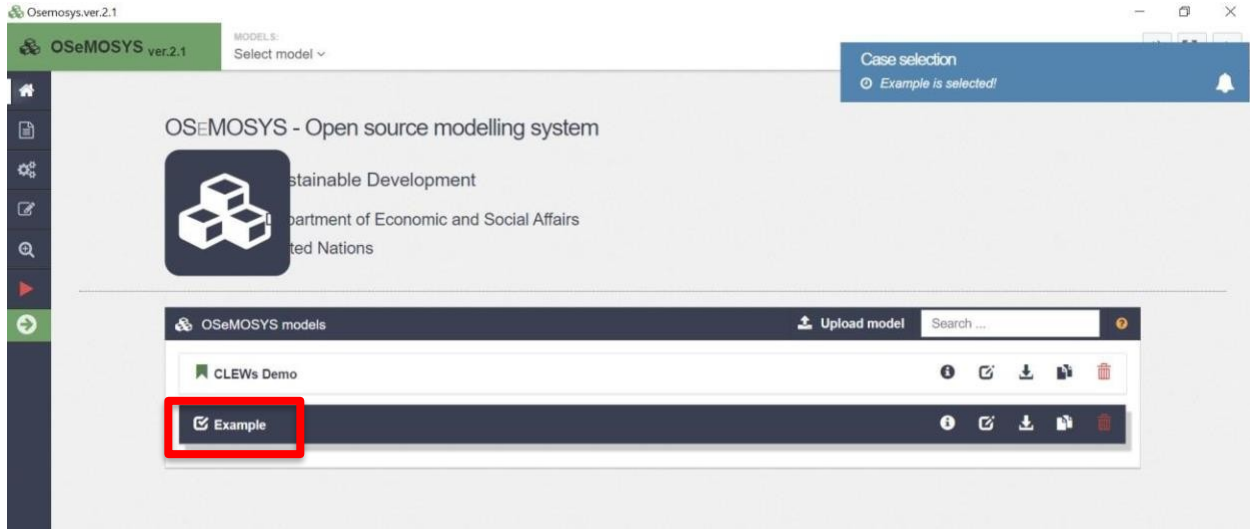 Osemosys.ver.2.1
OSeMOSYS ver.2.1
MODELS:
Select model
Case selection
Example is selected!
OSEMOSYS - Open source modelling system
stainable Development
partment of Economic and Social Affairs
ted Nations
OSeMOSYS models
Upload model
Search ...
CLEWs Demo
Example